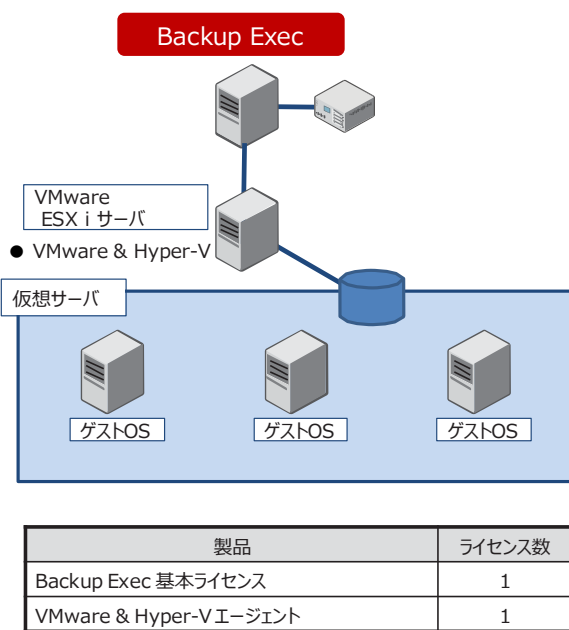 Backup Exec
VMware
ESX i サーバ
● VMware & Hyper-V
仮想サーバ
ゲストOS ゲストOS ゲストOS
製品 ライセンス数
Backup Exec 基本ライセンス 1
VMware & Hyper-Vエージェント 1